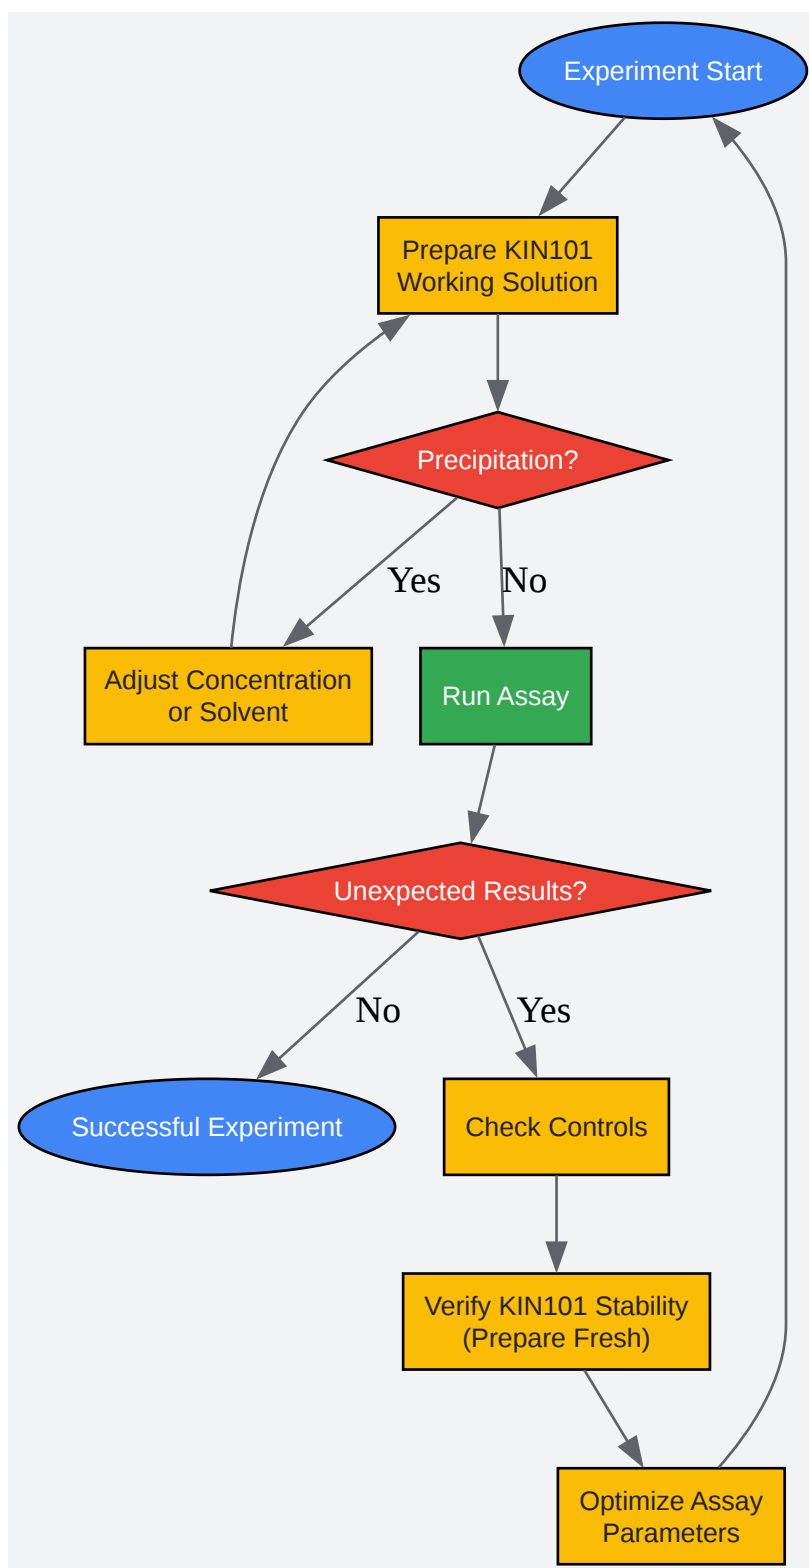 Experiment Start
Prepare KIN101
Working Solution
Precipitation?
Yes
No
Adjust Concentration
or Solvent
Run Assay
Unexpected Results?
No
Yes
Successful Experiment
Check Controls
Verify KIN101 Stability
(Prepare Fresh)
Optimize Assay
Parameters